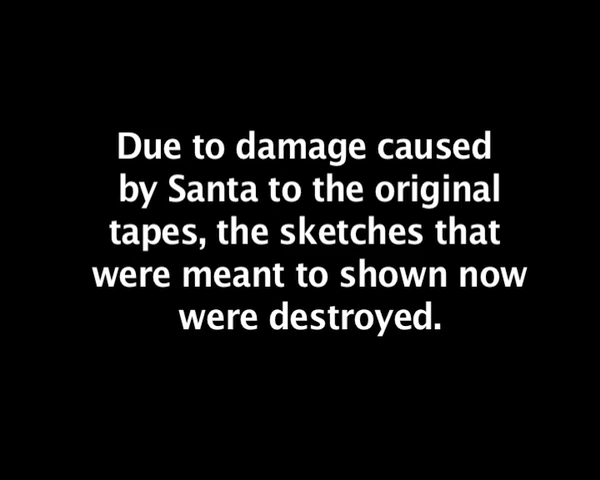 Due to damage caused
by Santa to the original
tapes, the sketches that
were meant to shown now
were destroyed.